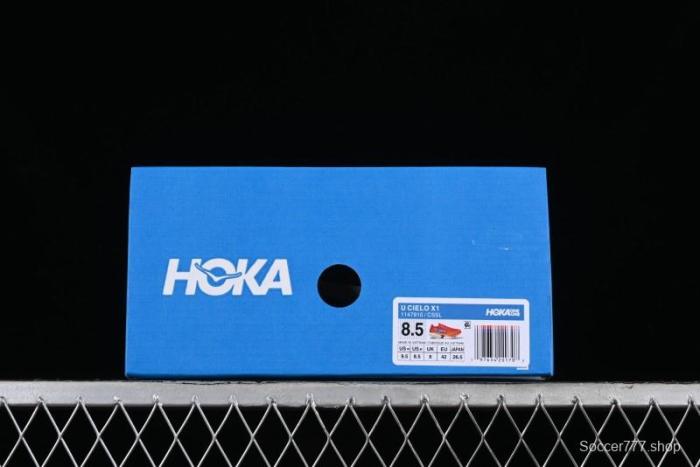 HOKA
U CIELO X1
1147910 / CSSL
HOKA
8.5
US♀ US♂ UK EU JAPAN
9.5 8.5 8 42 26.5
Soccer777.shop